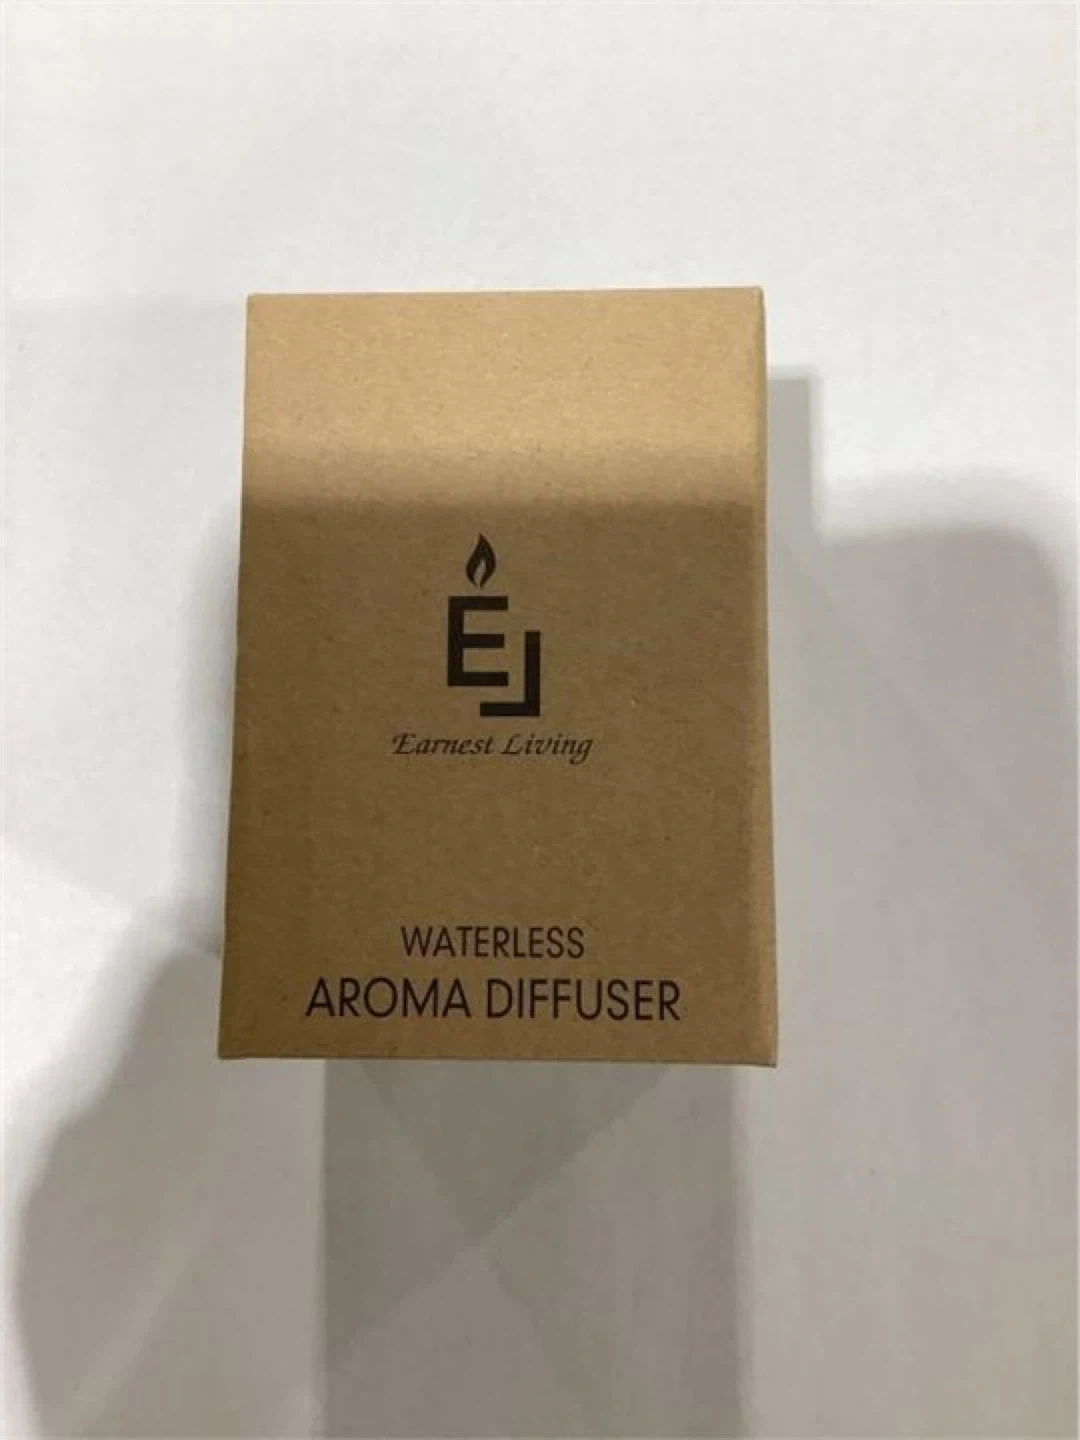 EL
Earnest Living
WATERLESS
AROMA DIFFUSER